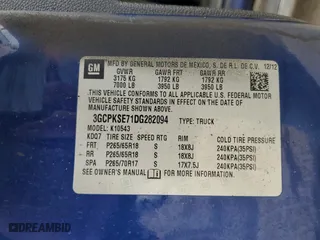 GM
MFD BY GENERAL MOTORS DE MEXICO, S. DE R.L. DE C.V. 12/12
GVWR GAWR FRT GAWR RR
3175 KG 1792 KG 1792 KG
7000 LB 3950 LB 3950 LB
THIS VEHICLE CONFORMS TO ALL APPLICABLE U.S. FEDERAL MOTOR
VEHICLE SAFETY AND THEFT PREVENTION STANDARDS IN EFFECT
ON THE DATE OF MANUFACTURE SHOWN ABOVE.
3GCPKSE71DG282094 TYPE: TRUCK
MODEL: K10543
TIRE SIZE SPEED RTG RIM COLD TIRE PRESSURE
FRT P265/65R18 S 18X8J 240KPA(35PSI)
RR P265/65R18 S 18X8J 240KPA(35PSI)
SPA P265/70R17 S 17X7.5J 240KPA(35PSI)
SEE OWNER'S MANUAL FOR MORE INFORMATION.